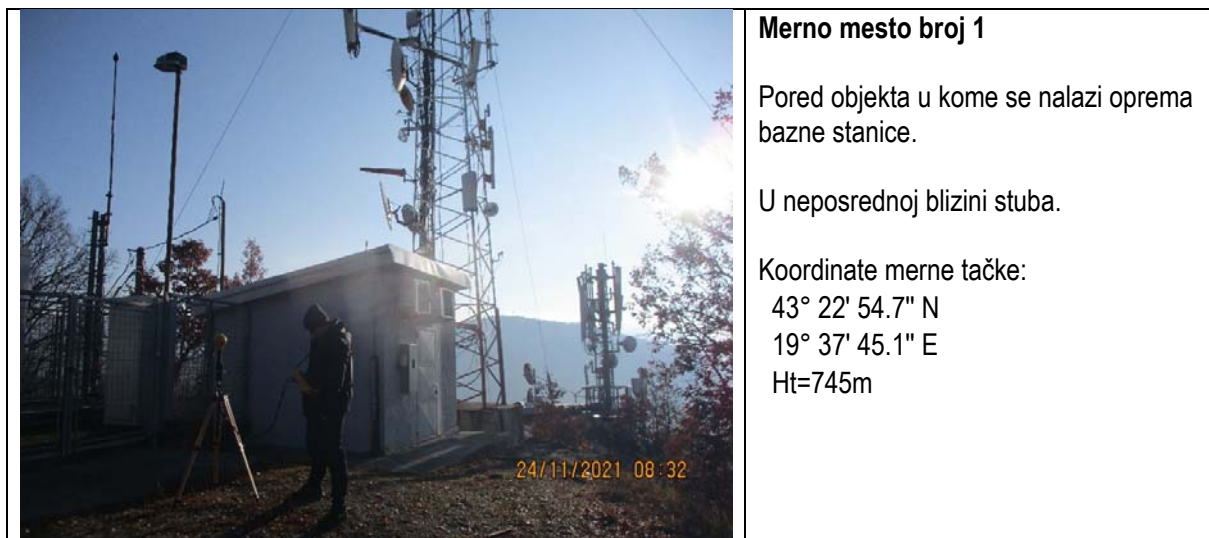 Merno mesto broj 1
Pored objekta u kome se nalazi oprema
bazne stanice.
U neposrednoj blizini stuba.
Koordinate merne tačke:
43° 22' 54.7" N
19° 37' 45.1" E
Ht=745m
24/11/2021 08:32